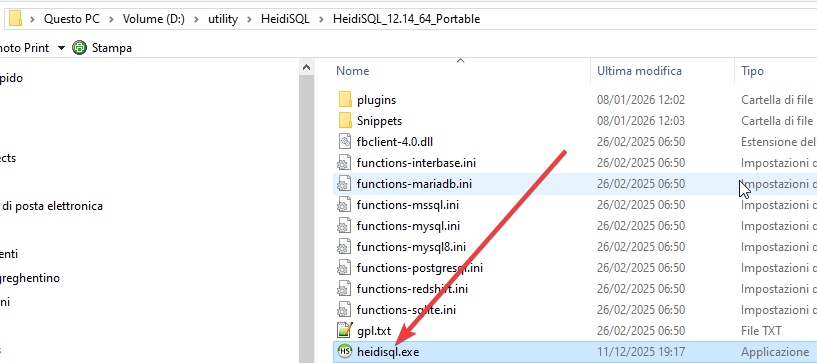 Questo PC > Volume (D:) > utility > HeidiSQL > HeidiSQL_12.14_64_Portable
oto Print Stampa
pido
ects
di posta elettronica
enti
greghentino
ni
Nome Ultima modifica Tipo
plugins 08/01/2026 12:02 Cartella di file
Snippets 08/01/2026 12:03 Cartella di file
fbclient-4.0.dll 26/02/2025 06:50 Estensione del
functions-interbase.ini 26/02/2025 06:50 Impostazioni d
functions-mariadb.ini 26/02/2025 06:50 Impostazioni d
functions-mssql.ini 26/02/2025 06:50 Impostazioni d
functions-mysql.ini 26/02/2025 06:50 Impostazioni d
functions-mysql8.ini 26/02/2025 06:50 Impostazioni d
functions-postgresql.ini 26/02/2025 06:50 Impostazioni d
functions-redshift.ini 26/02/2025 06:50 Impostazioni d
functions-sqlite.ini 26/02/2025 06:50 Impostazioni d
gpl.txt 26/02/2025 06:50 File TXT
HS heidisql.exe 11/12/2025 19:17 Applicazione